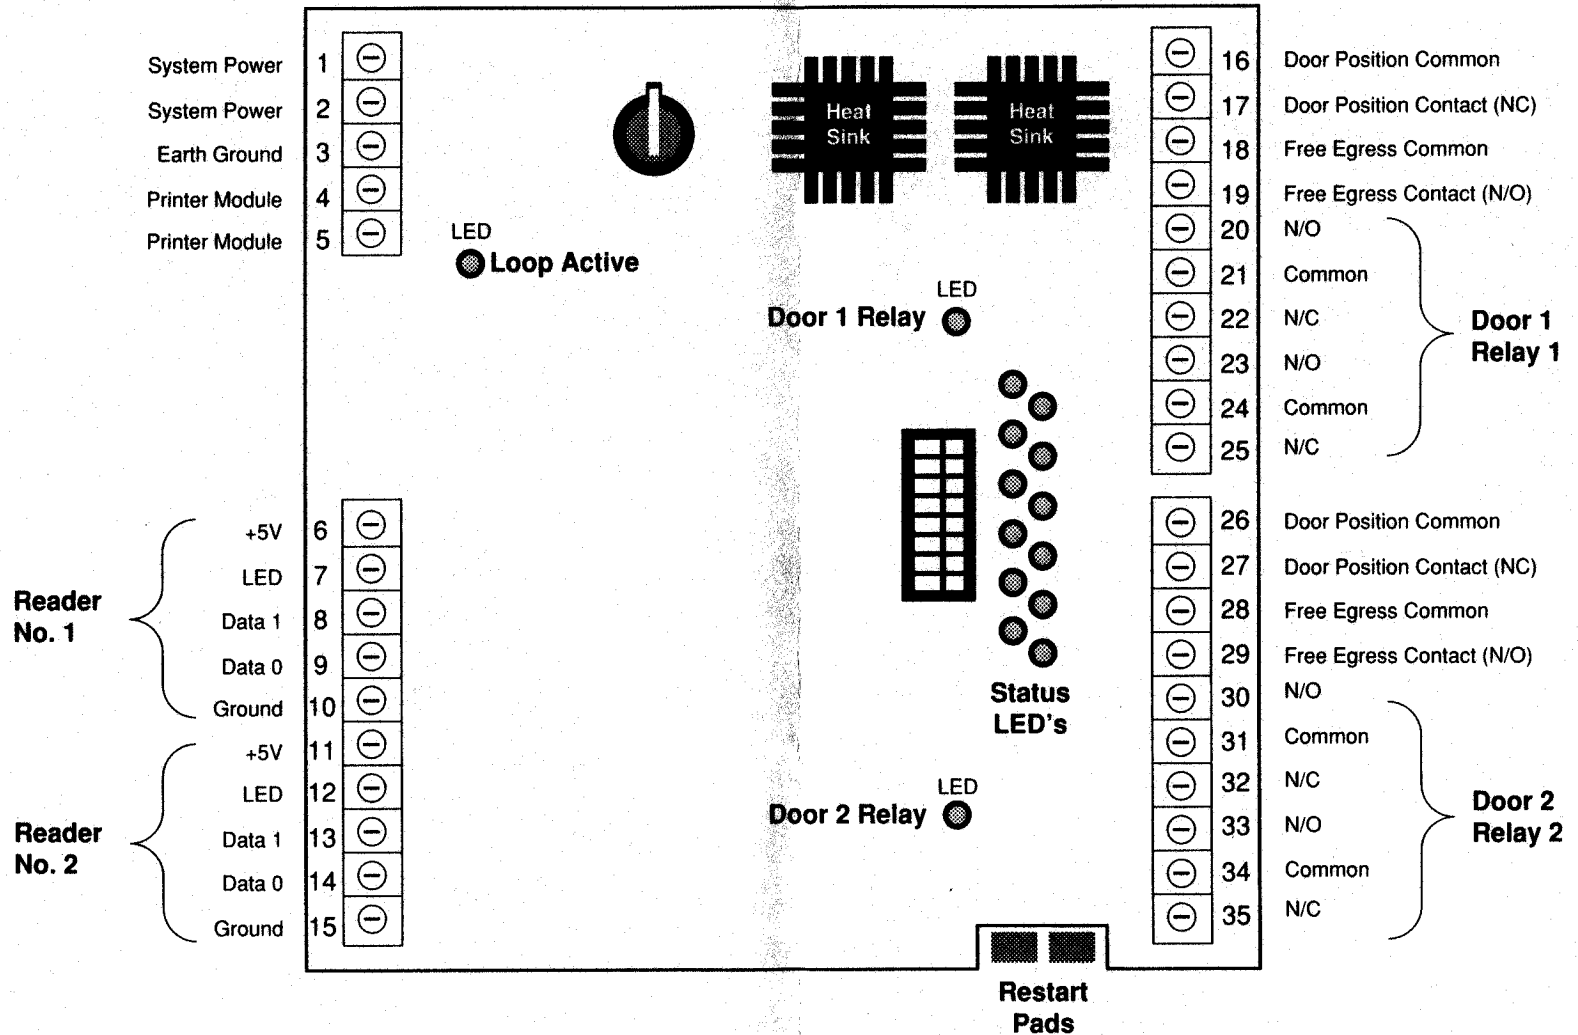 System Power 1
System Power 2
Earth Ground 3
Printer Module 4
Printer Module 5
LED
Loop Active
Heat
Sink
Heat
Sink
LED
Door 1 Relay
16 Door Position Common
17 Door Position Contact (NC)
18 Free Egress Common
19 Free Egress Contact (N/O)
20 N/O
21 Common
22 N/C
23 N/O
24 Common
25 N/C
Door 1
Relay 1
Reader
No. 1
+5V 6
LED 7
Data 1 8
Data 0 9
Ground 10
Reader
No. 2
+5V 11
LED 12
Data 1 13
Data 0 14
Ground 15
Status
LED's
LED
Door 2 Relay
26 Door Position Common
27 Door Position Contact (NC)
28 Free Egress Common
29 Free Egress Contact (N/O)
30 N/O
31 Common
32 N/C
33 N/O
34 Common
35 N/C
Door 2
Relay 2
Restart
Pads